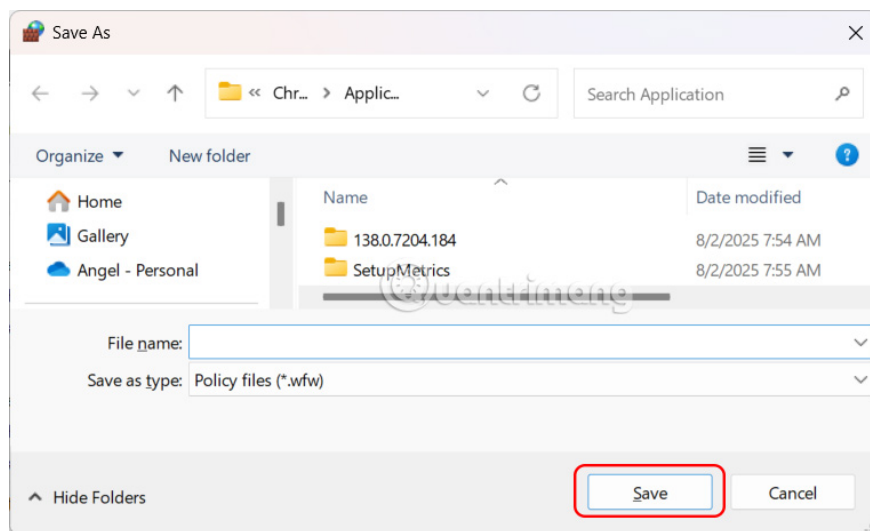 Save As
« Chr... > Applic...
Search Application
Organize
New folder
Home
Gallery
Angel - Personal
Name
Date modified
138.0.7204.184
8/2/2025 7:54 AM
SetupMetrics
8/2/2025 7:55 AM
Quantrimang
File name:
Save as type:
Policy files (*.wfw)
Hide Folders
Save
Cancel